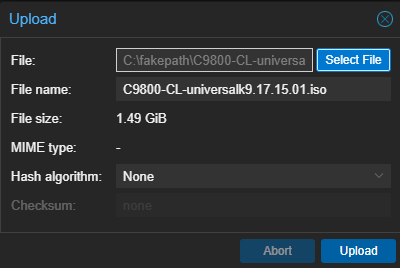 Upload
File: C:\fakepath\C9800-CL-universa Select File
File name: C9800-CL-universalk9.17.15.01.iso
File size: 1.49 GiB
MIME type: -
Hash algorithm: None
Checksum: none
Abort Upload